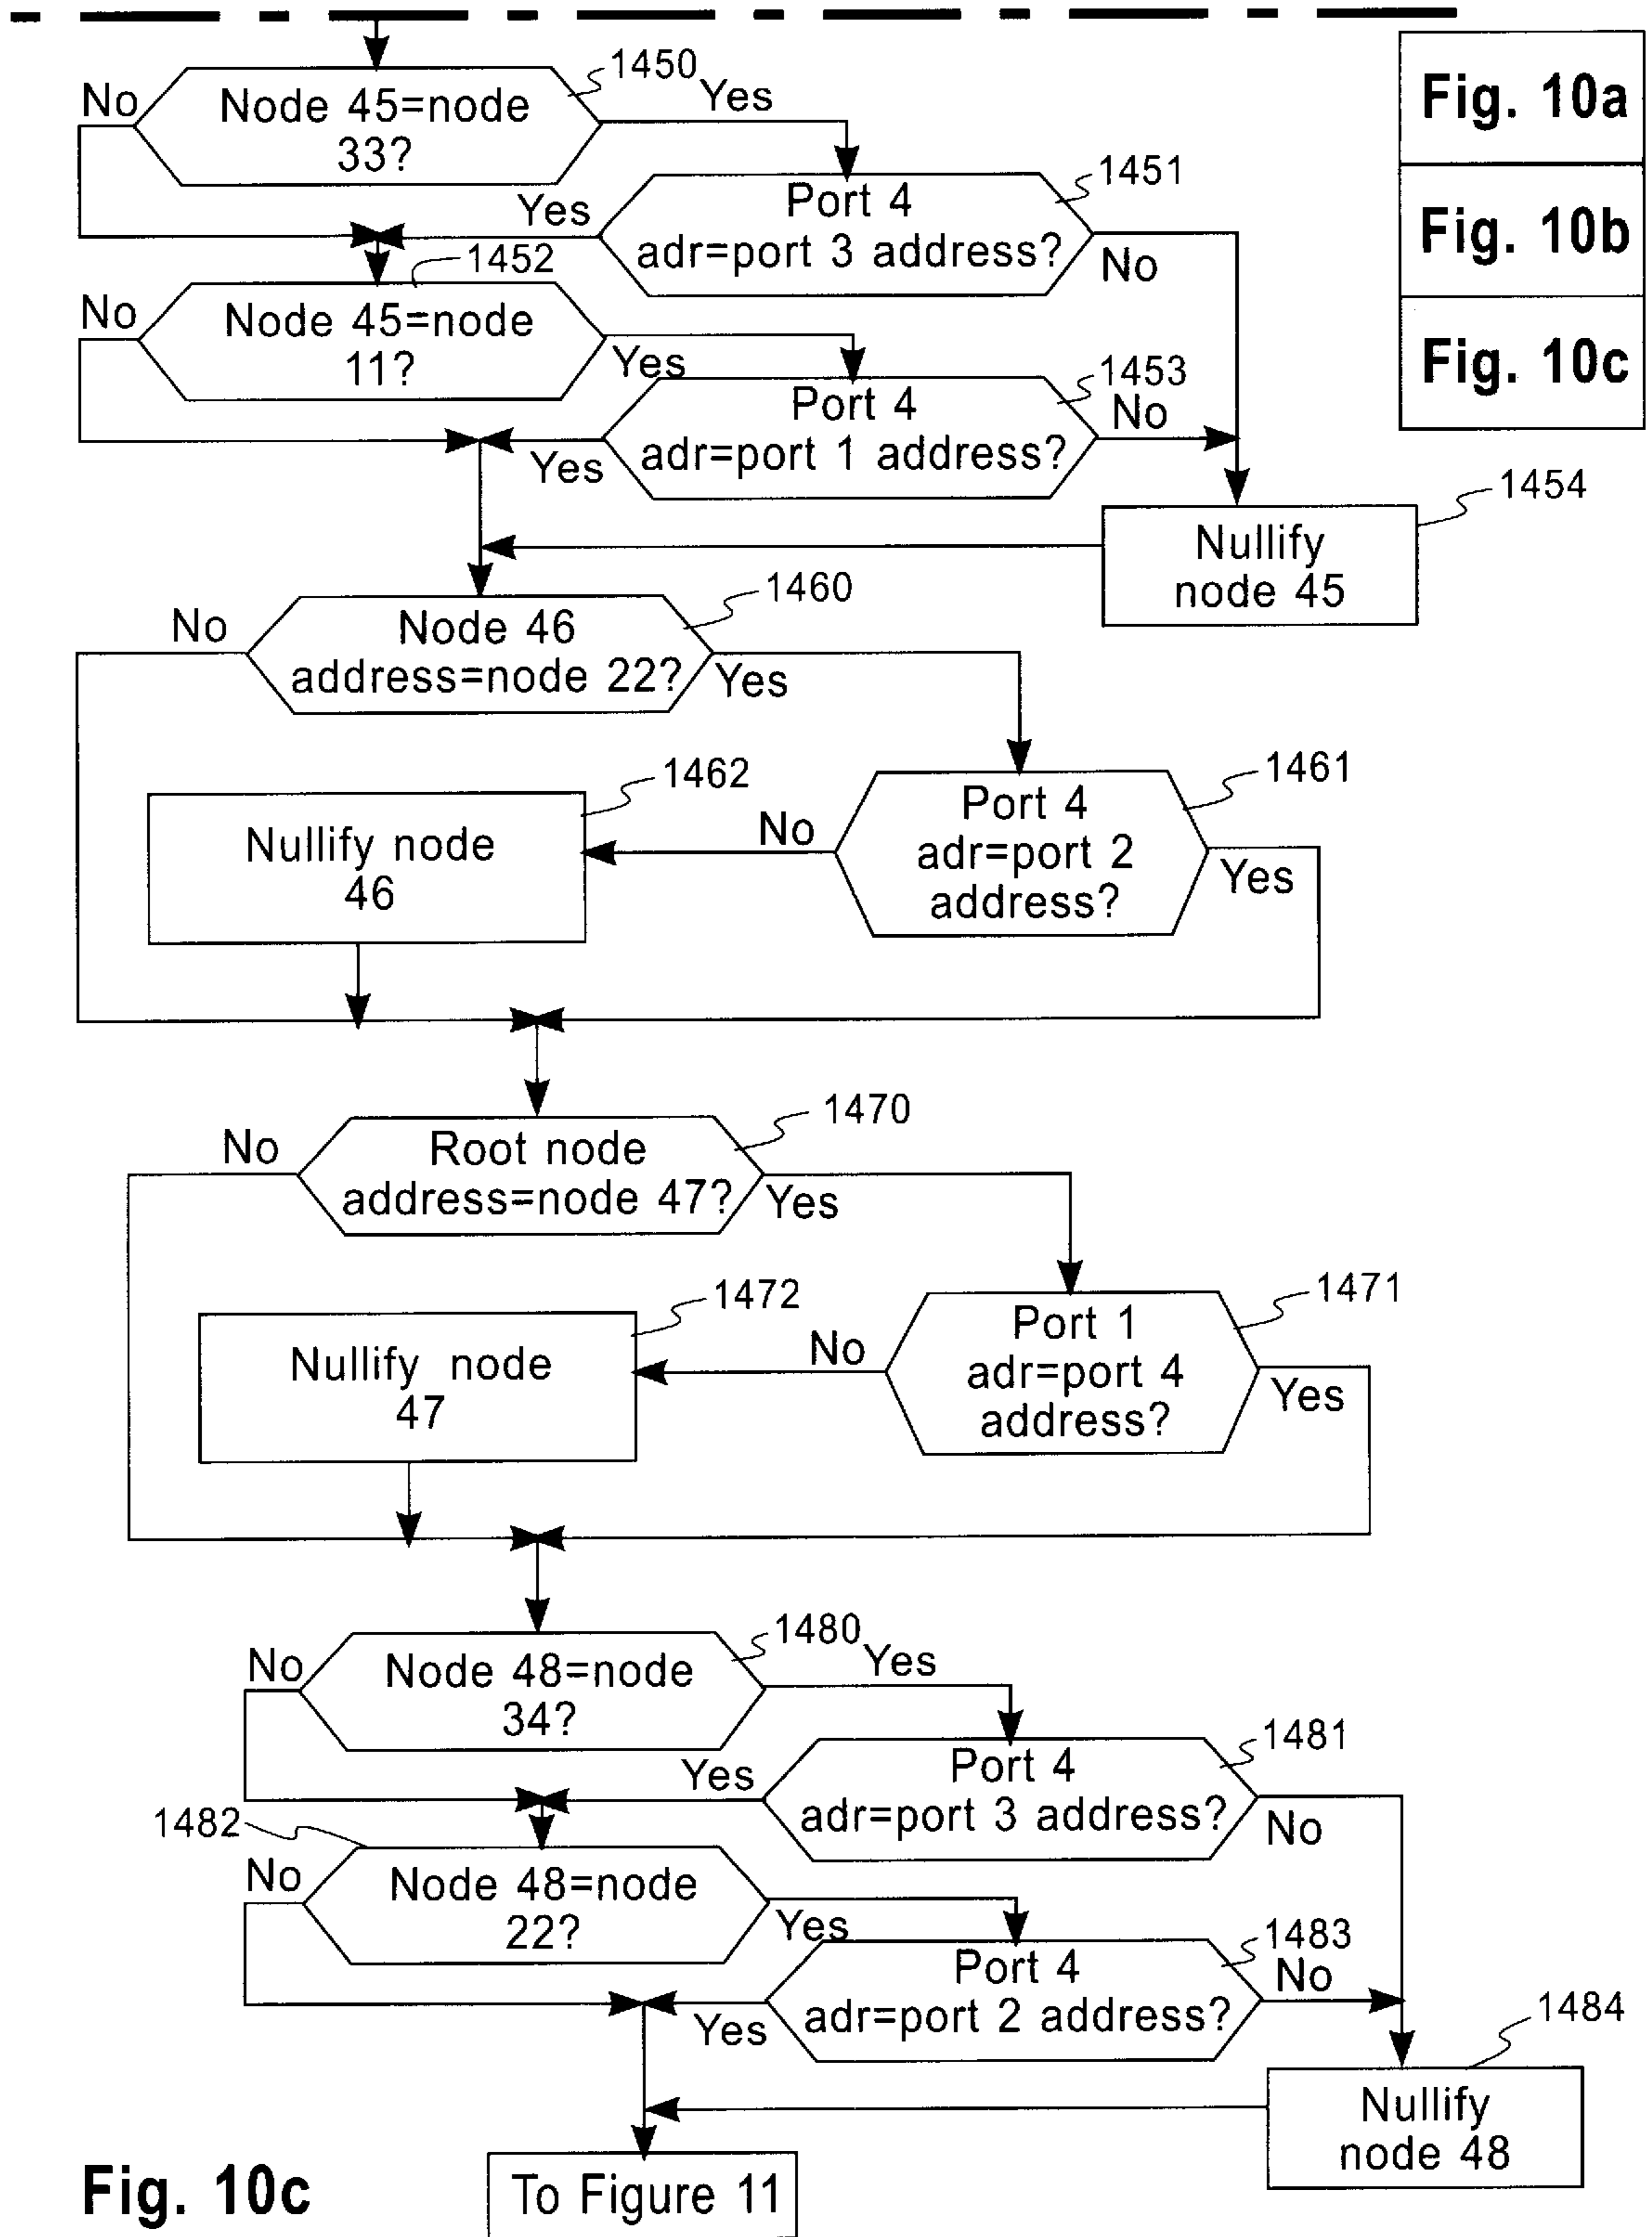 Fig. 10a
Fig. 10b
Fig. 10c
1450
No
Node 45=node
33?
Yes
1451
Port 4
adr=port 3 address?
Yes
No
1452
No
Node 45=node
11?
Yes
1453
Port 4
adr=port 1 address?
No
Yes
1454
Nullify
node 45
1460
No
Node 46
address=node 22?
Yes
1461
Port 4
adr=port 2
address?
No
Yes
1462
Nullify node
46
1470
No
Root node
address=node 47?
Yes
1471
Port 1
adr=port 4
address?
No
Yes
1472
Nullify node
47
1480
No
Node 48=node
34?
Yes
1481
Port 4
adr=port 3 address?
Yes
No
1482
No
Node 48=node
22?
Yes
1483
Port 4
adr=port 2 address?
No
Yes
1484
Nullify
node 48
To Figure 11
Fig. 10c